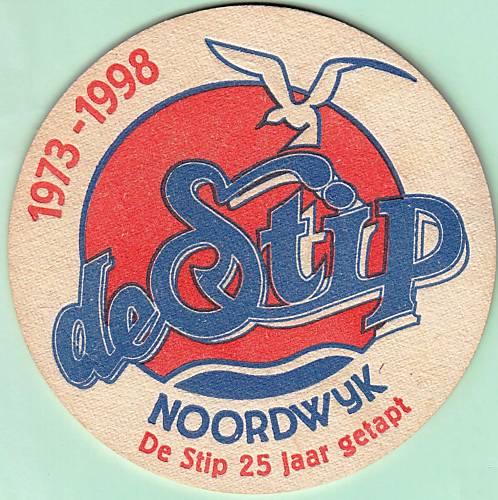 1973-1998
de Stip
NOORDWYK
De Stip 25 Jaar getapt